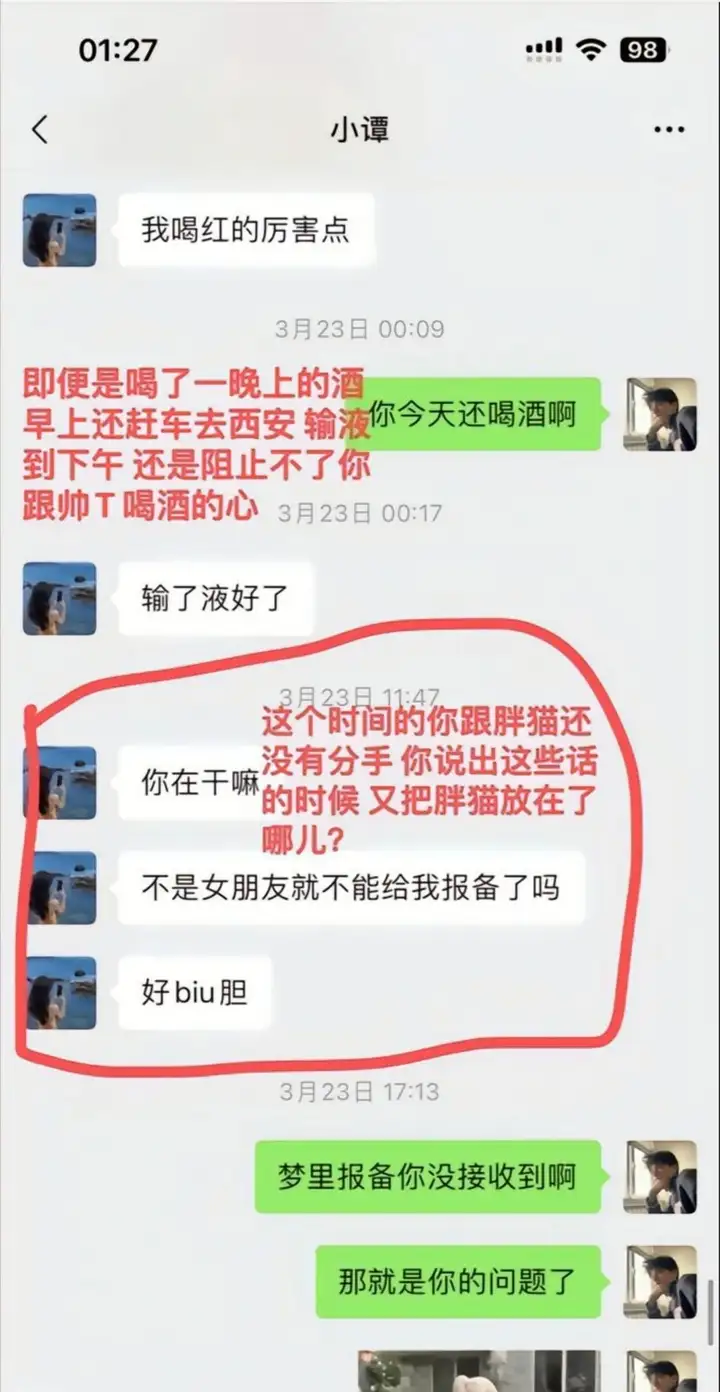 01:27
98
小谭
我喝红的厉害点
3月23日 00:09
即便是喝了一晚上的酒
早上还赶车去西安 输液
到下午 还是阻止不了你
跟帅T喝酒的心
你今天还喝酒啊
3月23日 00:17
输了液好了
3月23日 11:47
这个时间的你跟胖猫还
没有分手 你说出这些话
的时候 又把胖猫放在了
哪儿?
你在干嘛
不是女朋友就不能给我报备了吗
好biu胆
3月23日 17:13
梦里报备你没接收到啊
那就是你的问题了